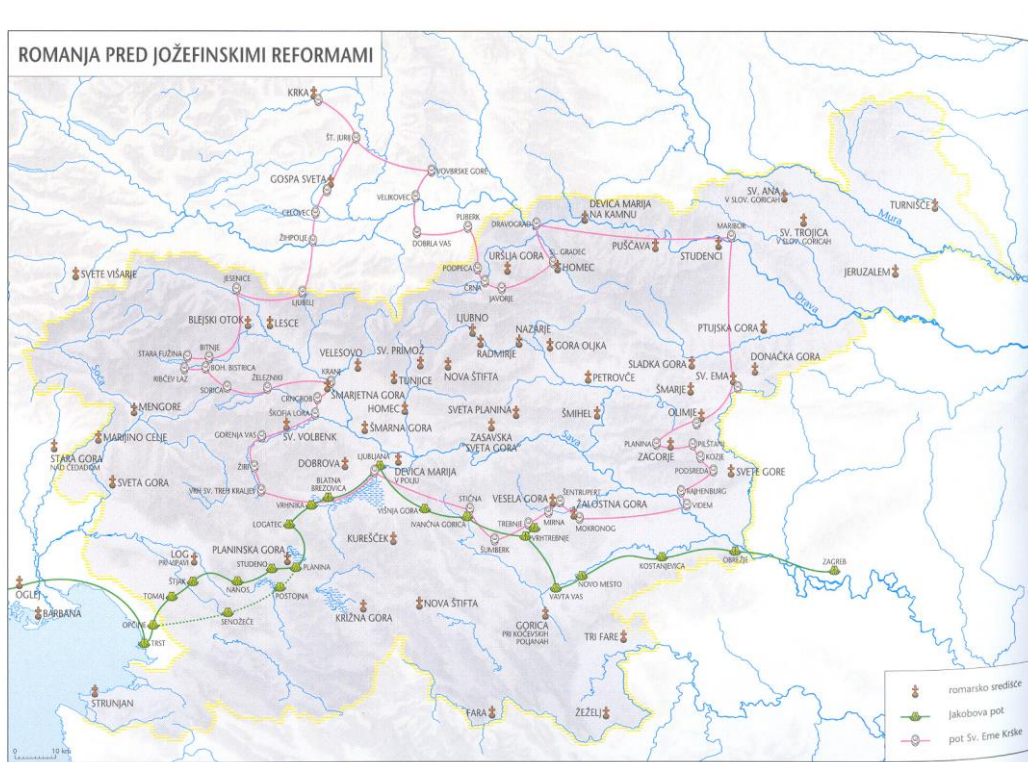 ROMANJA PRED JOŽEFINSKIMI REFORMAMI
KRKA
ŠT. JURIJ
VOVBRSKE GORE
GOSPA SVETA
VELIKOVEC
CELOVEC
ŽIHPOLJE
DOBRLA VAS
PLIBERK
DRAVOGRAD
DEVICA MARIJA
NA KAMNU
SV. ANA
V SLOV. GORICAH
TURNIŠČE
Mura
MARIBOR
SV. TROJICA
V SLOV. GORICAH
PUŠČAVA
STUDENCI
SL. GRADEC
URŠLJA GORA
HOMEC
PODPECA
ČRNA
JAVORJE
JERUZALEM
SVETE VIŠARJE
JESENICE
LJUBELJ
Drava
BLEJSKI OTOK
LESCE
LJUBNO
NAZARJE
RADMIRJE
GORA OLJKA
PTUJSKA GORA
STARA FUŽINA
BITNJE
VELESOVO
SV. PRIMOŽ
SLADKA GORA
DONAČKA GORA
RIBČEV LAZ
BOH. BISTRICA
SORICA
ŽELEZNIKI
KRANJ
TUNJICE
NOVA ŠTIFTA
PETROVČE
SV. EMA
ŠMARJE
CRNGROB
ŠMARJETNA GORA
HOMEC
MENGORE
ŠKOFJA LOKA
SVETA PLANINA
ŠMIHEL
OLIMJE
SV. VOLBENK
ŠMARNA GORA
GORENJA VAS
ZASAVSKA
SVETA GORA
Sava
PLANINA
ZAGORJE
PILŠTANJ
KOZJE
MARIJINO CELJE
STARA GORA
NAD ČEDADOM
ŽIRI
DOBROVA
LJUBLJANA
DEVICA MARIJA
V POLJU
PODSREDA
SVETE GORE
SVETA GORA
VRH SV. TREH KRALJEV
BLATNA
BREZOVICA
VRHNIKA
STIČNA
VESELA GORA
ŠENTRUPERT
ŽALOSTNA GORA
RAJHENBURG
VIDEM
VIŠNJA GORA
IVANČNA GORICA
MIRNA
MOKRONOG
TREBNJE
LOGATEC
KUREŠČEK
ŠUMBERK
VRHTREBNJE
PLANINSKA GORA
LOG
PRI VIPAVI
STUDENO
PLANINA
KOSTANJEVICA
OBREŽJE
ZAGREB
ŠTJAK
NANOS
NOVO MESTO
VAVTA VAS
OGLEJ
TOMAJ
POSTOJNA
BARBANA
OPČINE
SENOŽEČE
KRIŽNA GORA
NOVA ŠTIFTA
GORICA
PRI KOČEVSKIH
POLJANAH
TRI FARE
TRST
STRUNJAN
FARA
ŽEŽELJ
romarsko središče
Jakobova pot
pot Sv. Eme Krške
0